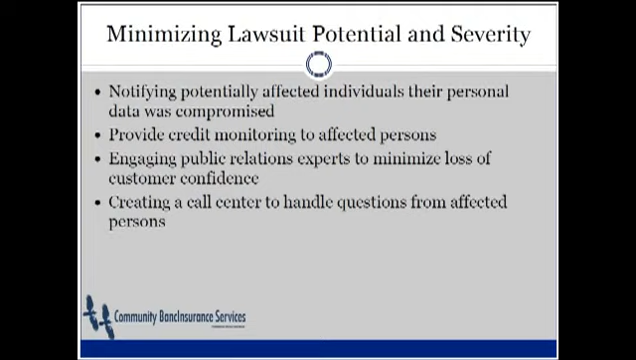 Minimizing Lawsuit Potential and Severity
• Notifying potentially affected individuals their personal
data was compromised
• Provide credit monitoring to affected persons
• Engaging public relations experts to minimize loss of
customer confidence
• Creating a call center to handle questions from affected
persons
Community BancInsurance Services